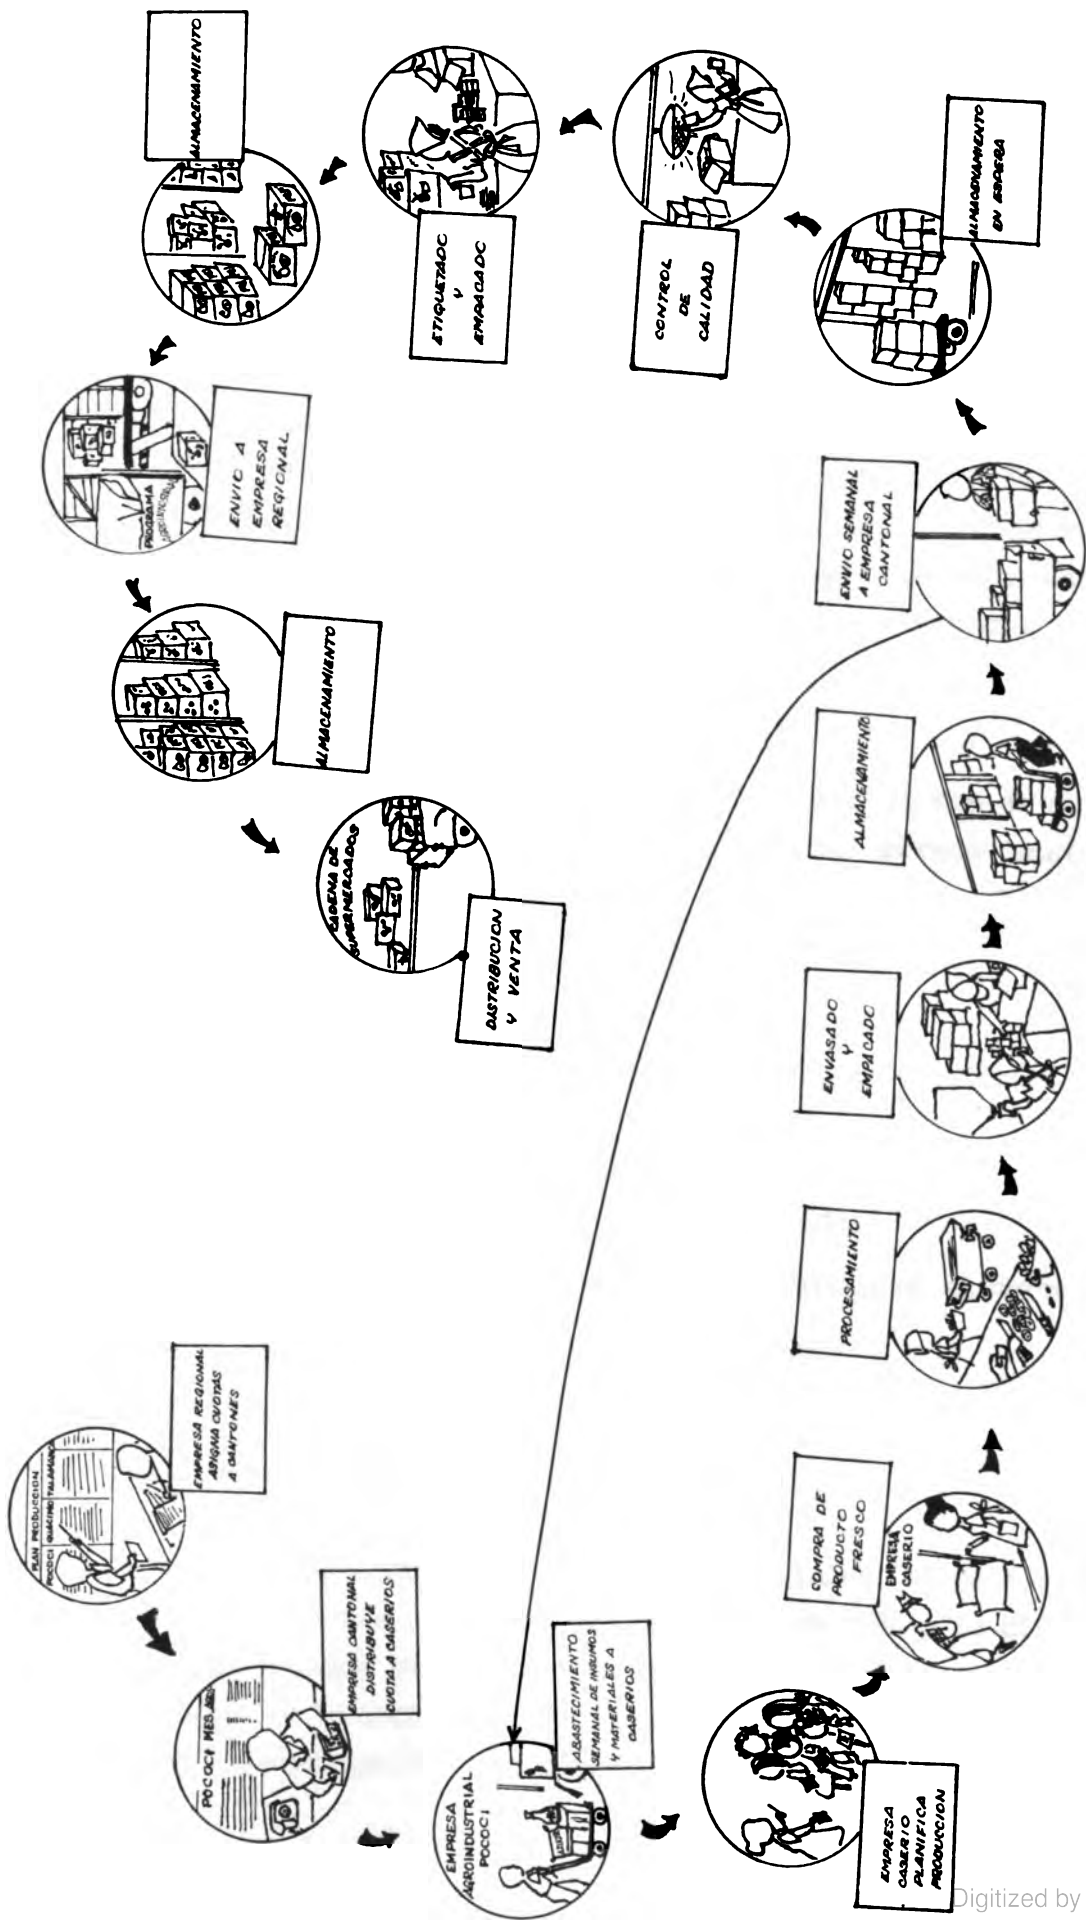 PLAN PRODUCCION
POCOCI GUACIMO TALAMANCA
EMPRESA REGIONAL
ASIGNA CUOTAS
A CANTONES
POCOCI MES
EMPRESA CANTONAL
DISTRIBUYE
CUOTA A CASERIOS
EMPRESA
AGROINDUSTRIAL
POCOCI
ABASTECIMIENTO
SEMANAL DE INSUMOS
Y MATERIALES A
CASERIOS
EMPRESA
CASERIO
PLANIFICA
PRODUCCION
COMPRA DE
PRODUCTO
FRESCO
EMPRESA
CASERIO
PROCESAMIENTO
ENVASADO
Y
EMPACADO
ALMACENAMIENTO
ENVIO SEMANAL
A EMPRESA
CANTONAL
ALMACENAMIENTO
EN ESPERA
CONTROL
DE
CALIDAD
ETIQUETADO
Y
EMPACADO
ALMACENAMIENTO
ENVIO A
EMPRESA
REGIONAL
PROGRAMA
ALMACENAMIENTO
CADENA DE
SUPERMERCADOS
DISTRIBUCION
Y VENTA
Digitized by